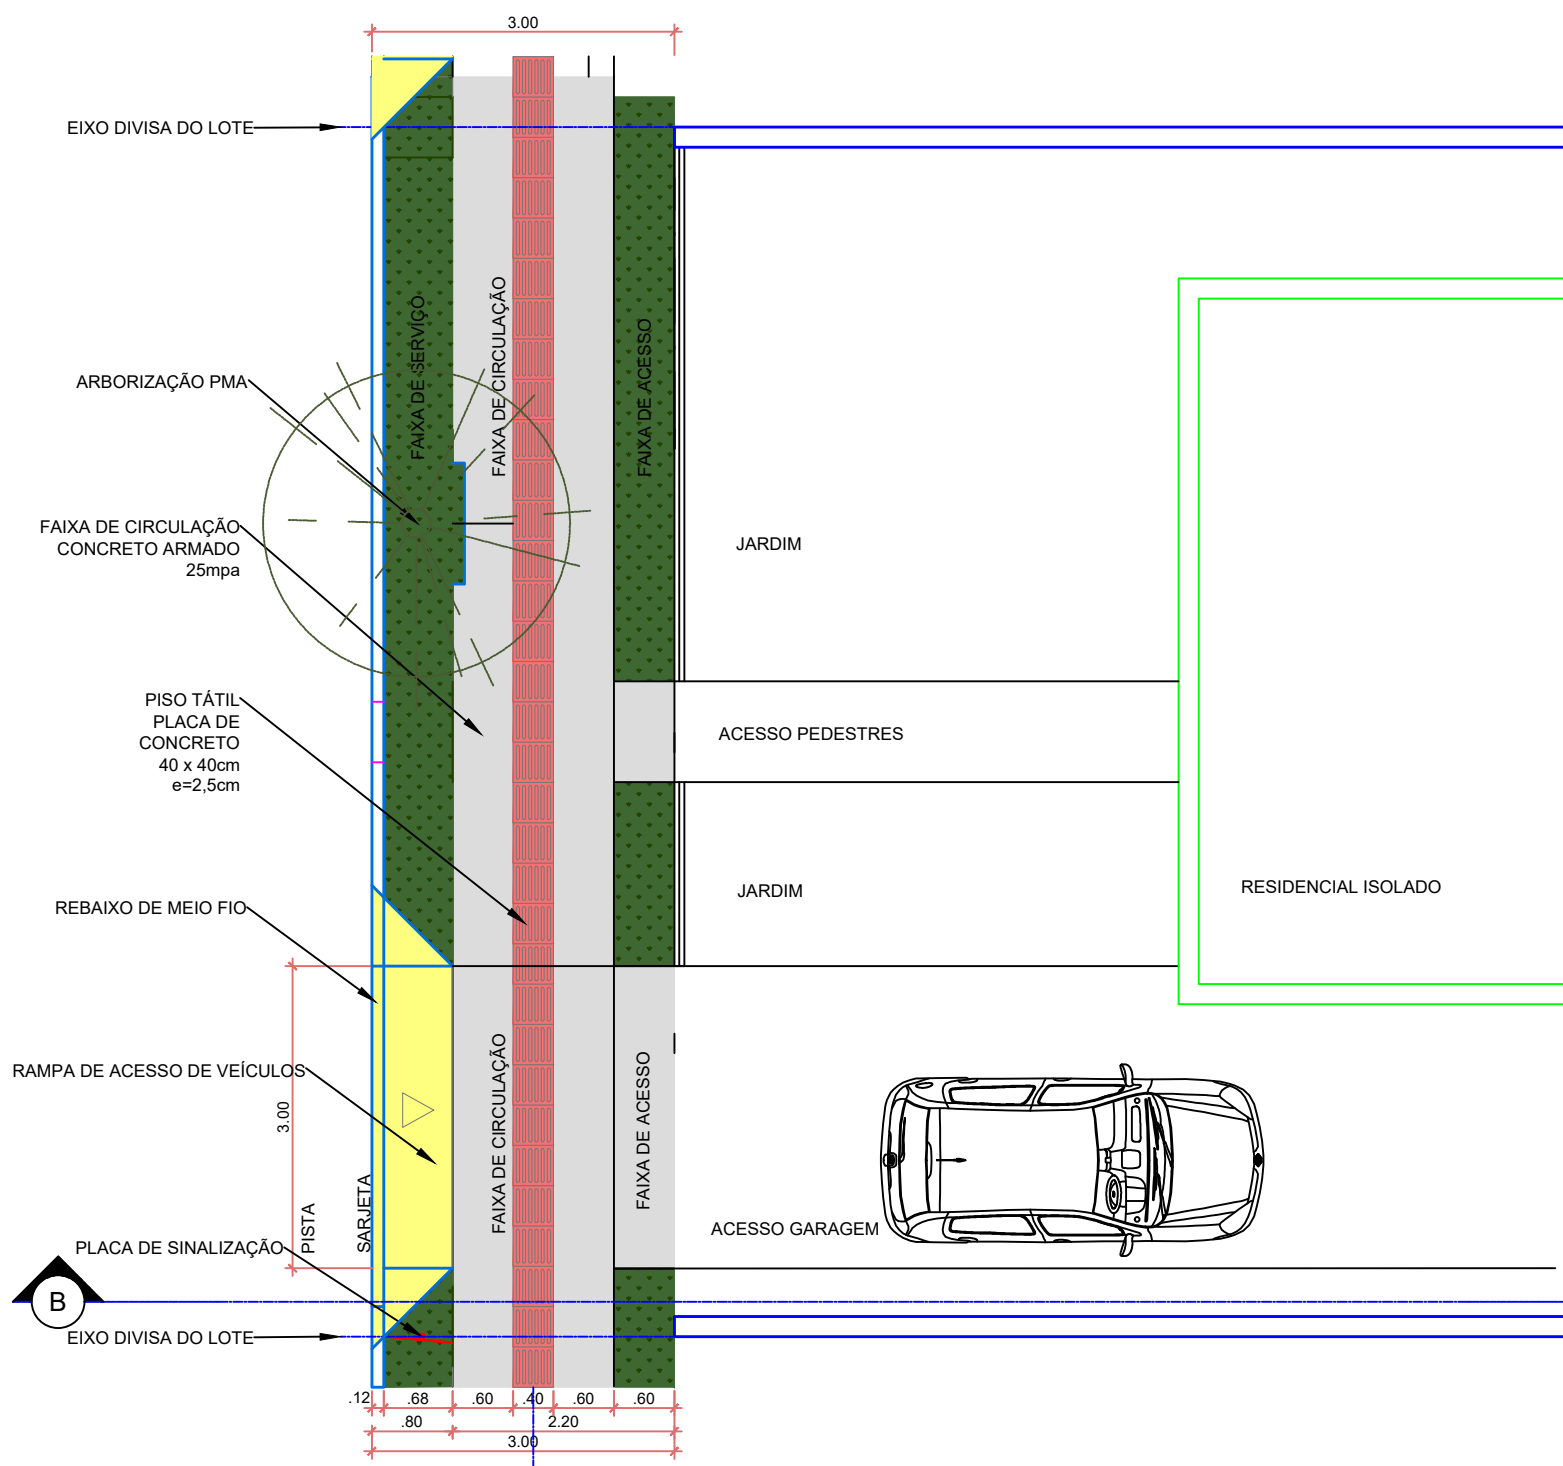 3.00
EIXO DIVISA DO LOTE
FAIXA DE SERVIÇO
FAIXA DE CIRCULAÇÃO
FAIXA DE ACESSO
ARBORIZAÇÃO PMA
FAIXA DE CIRCULAÇÃO
CONCRETO ARMADO
25mpa
JARDIM
PISO TÁTIL
PLACA DE
CONCRETO
40 x 40cm
e=2,5cm
ACESSO PEDESTRES
JARDIM
RESIDENCIAL ISOLADO
REBAIXO DE MEIO FIO
RAMPA DE ACESSO DE VEÍCULOS
3.00
FAIXA DE CIRCULAÇÃO
FAIXA DE ACESSO
PISTA
SARJETA
ACESSO GARAGEM
PLACA DE SINALIZAÇÃO
B
EIXO DIVISA DO LOTE
.12 .68 .60 .40 .60 .60
.80 2.20
3.00